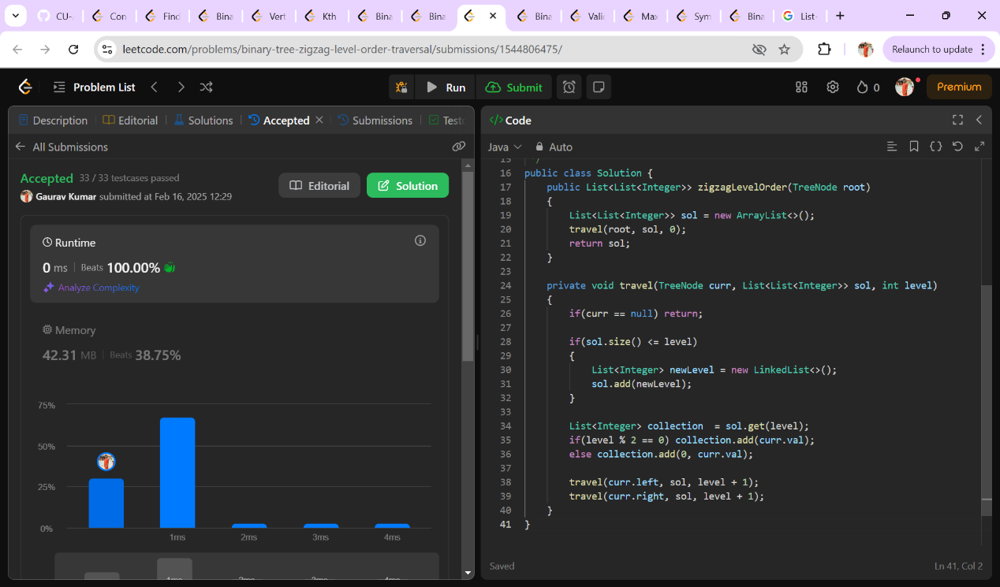 CU-
Con
Find
Bina
Vert
Kth
Bina
Bina
Bina
Valid
Max
Sym
Bina
List-
leetcode.com/problems/binary-tree-zigzag-level-order-traversal/submissions/1544806475/
Relaunch to update
Problem List
Run
Submit
0
Premium
Description
Editorial
Solutions
Accepted
Submissions
Test
</> Code
All Submissions
Java
Auto
Accepted 33 / 33 testcases passed
Gaurav Kumar submitted at Feb 16, 2025 12:29
Editorial
Solution
Runtime
0 ms | Beats 100.00%
Analyze Complexity
Memory
42.31 MB | Beats 38.75%
75%
50%
25%
0%
1ms 2ms 3ms 4ms
1ms 2ms 3ms 4ms
15 */
16 public class Solution {
17 public List<List<Integer>> zigzagLevelOrder(TreeNode root)
18 {
19 List<List<Integer>> sol = new ArrayList<>();
20 travel(root, sol, 0);
21 return sol;
22 }
23
24 private void travel(TreeNode curr, List<List<Integer>> sol, int level)
25 {
26 if(curr == null) return;
27
28 if(sol.size() <= level)
29 {
30 List<Integer> newLevel = new LinkedList<>();
31 sol.add(newLevel);
32 }
33
34 List<Integer> collection  = sol.get(level);
35 if(level % 2 == 0) collection.add(curr.val);
36 else collection.add(0, curr.val);
37
38 travel(curr.left, sol, level + 1);
39 travel(curr.right, sol, level + 1);
40 }
41 }
Saved
Ln 41, Col 2